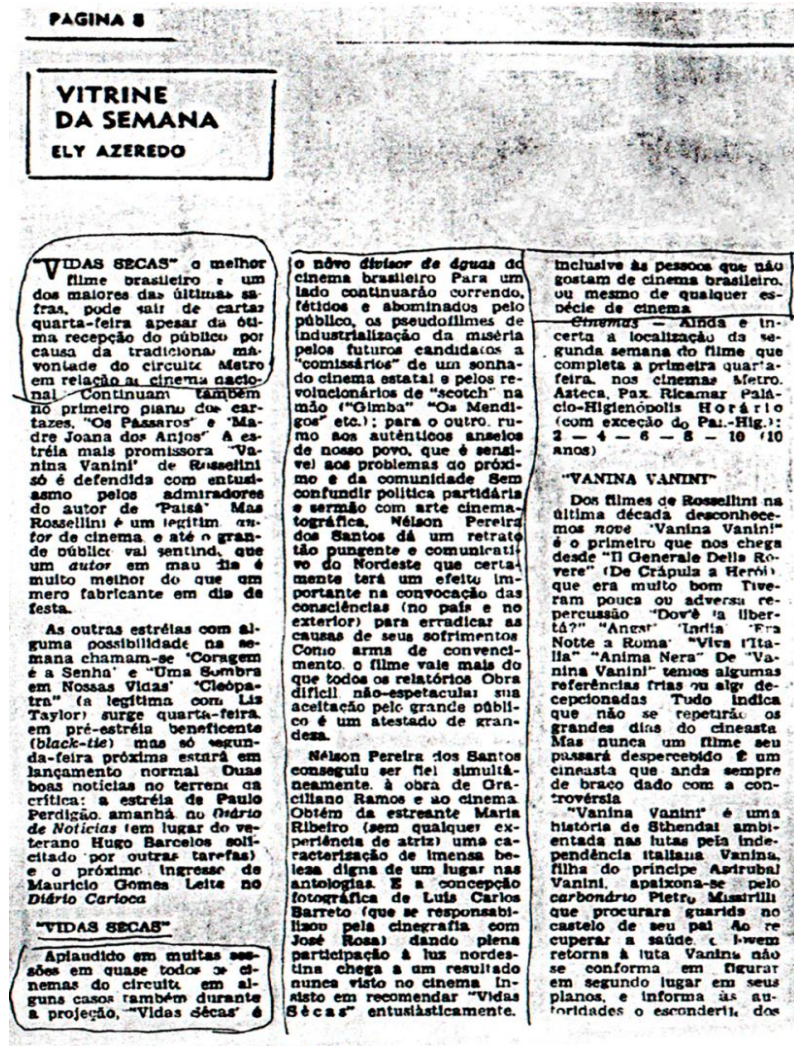 PAGINA 8
VITRINE
DA SEMANA
ELY AZEREDO
"VIDAS SECAS" o melhor
filme brasileiro e um
dos maiores das últimas sa-
fras, pode sair de cartaz
quarta-feira apesar da óti-
ma recepção do público por
causa da tradicional má-
vontade do circuito Metro
em relação ao cinema nacio-
nal Continuam também
no primeiro plano dos car-
tazes, "Os Pássaros" e "Ma-
dre Joana dos Anjos" A es-
tréia mais promissora "Va-
nina Vanini" de Rossellini
só é defendida com entusi-
asmo pelos admiradores
do autor de "Paisá" Mas
Rossellini é um legítim au-
tor de cinema e até o gran-
de público vai sentind que
um autor em mau dia é
muito melhor do que um
mero fabricante em dia de
festa.
As outras estréias com al-
guma possibilidade na se-
mana chamam-se "Coragem
é a Senha" e "Uma Sombra
em Nossas Vidas" "Cleópa-
tra" (a legítima com Liz
Taylor) surge quarta-feira
em pré-estréia beneficente
(black-tie) mas só segun-
da-feira próxima estará em
lançamento normal Duas
boas notícias no terreno da
crítica: a estréia de Paulo
Perdigão, amanhã no Diário
de Notícias (em lugar do ve-
terano Hugo Barcelos soli-
citado por outras tarefas)
e o próximo ingresso de
Mauricio Gomes Leite no
Diário Carioca
"VIDAS SECAS"
Aplaudido em muitas ses-
sões em quase todos os ci-
nemas do circuito em al-
guns casos também durante
a projeção, "Vidas Sêcas" é
o nôvo divisor de águas do
cinema brasileiro Para um
lado continuarão correndo,
fétidos e abominados pelo
público, os pseudofilmes de
industrialização da miséria
pelos futuros candidatos a
"comissários" de um sonha-
do cinema estatal e pelos re-
volucionários de "scotch" na
mão ("Gimba" "Os Mendi-
gos" etc.); para o outro, ru-
mo aos autênticos anseios
de nosso povo, que é sensí-
vel aos problemas do próxi-
mo e da comunidade Sem
confundir política partidária
e sermão com arte cinema-
tográfica, Nélson Pereira
dos Santos dá um retrato
tão pungente e comunicati-
vo do Nordeste que certa-
mente terá um efeito im-
portante na convocação das
consciências (no país e no
exterior) para erradicar as
causas de seus sofrimentos
Como arma de convenci-
mento, o filme vale mais do
que todos os relatórios Obra
difícil, não-espetacular, sua
aceitação pelo grande públi-
co é um atestado de gran-
deza.
Nélson Pereira dos Santos
conseguiu ser fiel simultâ-
neamente, à obra de Gra-
ciliano Ramos e ao cinema
Obtém da estreante Maria
Ribeiro (sem qualquer ex-
periência de atriz) uma ca-
racterização de imensa be-
leza digna de um lugar nas
antologias. E a concepção
fotográfica de Luis Carlos
Barreto (que se responsabi-
lizou pela cinegrafia com
José Rosa) dando plena
participação à luz nordes-
tina chega a um resultado
nunca visto no cinema In-
sisto em recomendar "Vidas
Sêcas" entusiàsticamente,
inclusive às pessoas que não
gostam de cinema brasileiro,
ou mesmo de qualquer es-
pécie de cinema
Cinemas — Ainda é in-
certa a localização da se-
gunda semana do filme que
completa a primeira quarta-
feira, nos cinemas Metro,
Azteca, Pax, Ricamar Palá-
cio-Higienópolis Horário
(com exceção do Pal.-Hig.):
2 — 4 — 6 — 8 — 10 (10
anos)
"VANINA VANINI"
Dos filmes de Rossellini na
última década desconhece-
mos nove "Vanina Vanini"
é o primeiro que nos chega
desde "Il Generale Della Ro-
vere" (De Crápula a Herói),
que era muito bom Tive-
ram pouca ou adversa re-
percussão "Dov'è la liber-
tá?" "Angst" "India" "Era
Notte a Roma" "Viva l'Ita-
lia" "Anima Nera" De "Va-
nina Vanini" temos algumas
referências frias ou algo de-
cepcionadas Tudo indica
que não se repetirão os
grandes dias do cineasta
Mas nunca um filme seu
passará despercebido É um
cineasta que anda sempre
de braço dado com a con-
trovérsia
"Vanina Vanini" é uma
história de Sthendal ambi-
entada nas lutas pela inde-
pendência italiana Vanina,
filha do príncipe Asdrubal
Vanini, apaixona-se pelo
carbonário Pietro Missirilli
que procurara guarida no
castelo de seu pai Ao re
cuperar a saúde, o jovem
retorna à luta Vanina não
se conforma em figurar
em segundo lugar em seus
planos, e informa às au-
toridades o esconderijo dos